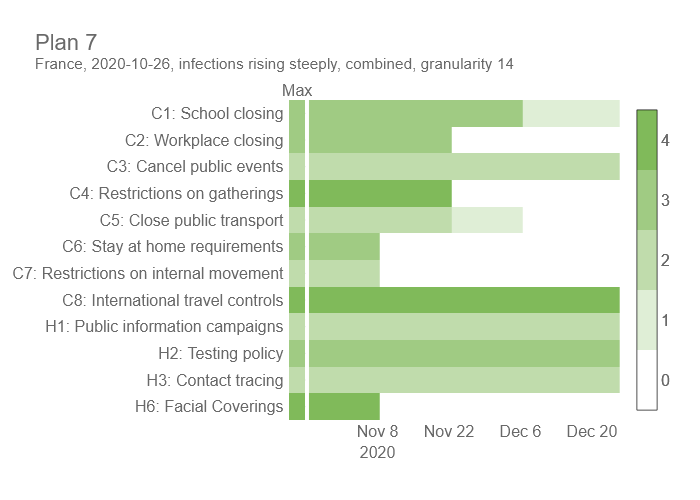 Plan 7
France, 2020-10-26, infections rising steeply, combined, granularity 14
Max
C1: School closing
C2: Workplace closing
C3: Cancel public events
C4: Restrictions on gatherings
C5: Close public transport
C6: Stay at home requirements
C7: Restrictions on internal movement
C8: International travel controls
H1: Public information campaigns
H2: Testing policy
H3: Contact tracing
H6: Facial Coverings
Nov 8 Nov 22 Dec 6 Dec 20
2020
4
3
2
1
0